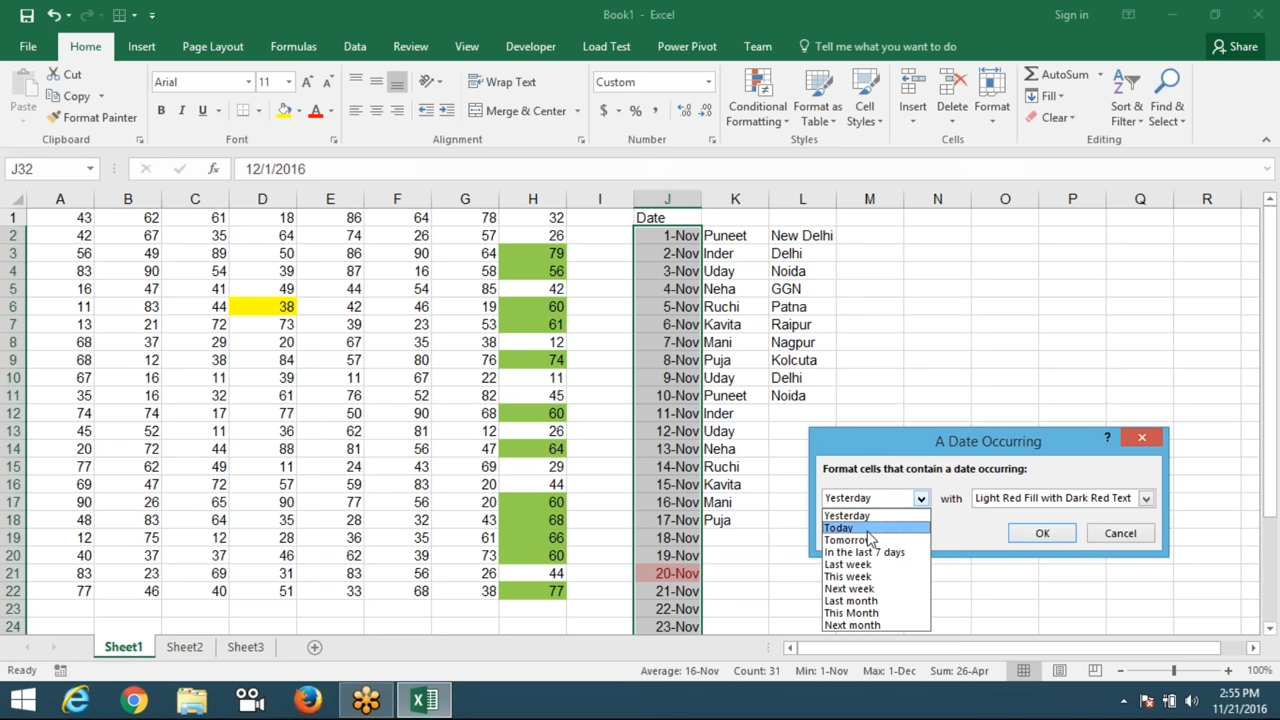 Book1 - Excel
Sign in
File Home Insert Page Layout Formulas Data Review View Developer Load Test Power Pivot Team Tell me what you want to do... Share
Paste
Cut
Copy
Format Painter
Clipboard
Arial 11
B I U
Font
Wrap Text
Merge & Center
Alignment
Custom
$ % ,
Number
Conditional Formatting
Format as Table
Cell Styles
Styles
Insert
Delete
Format
Cells
AutoSum
Fill
Clear
Sort & Filter
Find & Select
Editing
J32 fx 12/1/2016
A B C D E F G H I J K L M N O P Q R
1 43 62 61 18 86 64 78 32 Date
2 42 67 35 64 74 26 57 26 1-Nov Puneet New Delhi
3 56 49 89 50 86 90 64 79 2-Nov Inder Delhi
4 83 90 54 39 87 16 58 56 3-Nov Uday Noida
5 16 47 41 49 44 54 85 42 4-Nov Neha GGN
6 11 83 44 38 42 46 19 60 5-Nov Ruchi Patna
7 13 21 72 73 39 23 53 61 6-Nov Kavita Raipur
8 68 37 29 20 67 35 38 12 7-Nov Mani Nagpur
9 68 12 38 84 57 80 76 74 8-Nov Puja Kolcuta
10 67 16 11 39 11 67 22 11 9-Nov Uday Delhi
11 35 16 32 61 76 52 82 45 10-Nov Puneet Noida
12 74 74 17 77 50 90 68 60 11-Nov Inder
13 45 52 11 36 62 81 12 26 12-Nov Uday
14 20 72 44 88 81 56 47 64 13-Nov Neha
15 77 62 49 11 24 43 69 29 14-Nov Ruchi
16 69 47 72 57 59 83 20 44 15-Nov Kavita
17 90 26 65 90 77 56 20 60 16-Nov Mani
18 48 83 64 35 28 32 43 68 17-Nov Puja
19 12 75 12 28 36 35 61 66 18-Nov
20 40 37 37 46 39 62 73 60 19-Nov
21 83 23 69 31 83 56 26 44 20-Nov
22 77 46 40 51 33 68 38 77 21-Nov
23 22-Nov
24 23-Nov
A Date Occurring ?
Format cells that contain a date occurring:
Yesterday with Light Red Fill with Dark Red Text
OK Cancel
Yesterday
Today
Tomorrow
In the last 7 days
Last week
This week
Next week
Last month
This Month
Next month
Sheet1 Sheet2 Sheet3
Ready Average: 16-Nov Count: 31 Min: 1-Nov Max: 1-Dec Sum: 26-Apr 100%
2:55 PM
11/21/2016